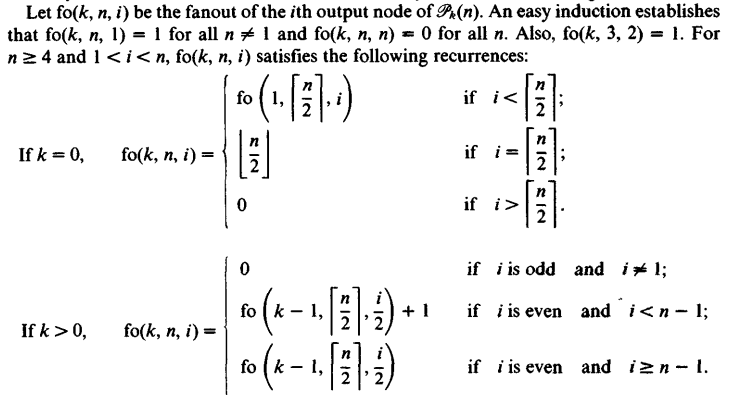 Let fo(k, n, i) be the fanout of the ith output node of 𝒫ₖ(n). An easy induction establishes
that fo(k, n, 1) = 1 for all n ≠ 1 and fo(k, n, n) = 0 for all n. Also, fo(k, 3, 2) = 1. For
n ≥ 4 and 1 < i < n, fo(k, n, i) satisfies the following recurrences:
fo (1, ⌈n/2⌉, i) if i < ⌈n/2⌉;
If k = 0, fo(k, n, i) = { ⌊n/2⌋ if i = ⌈n/2⌉;
0 if i > ⌈n/2⌉.
0 if i is odd and i ≠ 1;
If k > 0, fo(k, n, i) = { fo (k − 1, ⌈n/2⌉, i/2) + 1 if i is even and i < n − 1;
fo (k − 1, ⌈n/2⌉, i/2) if i is even and i ≥ n − 1.